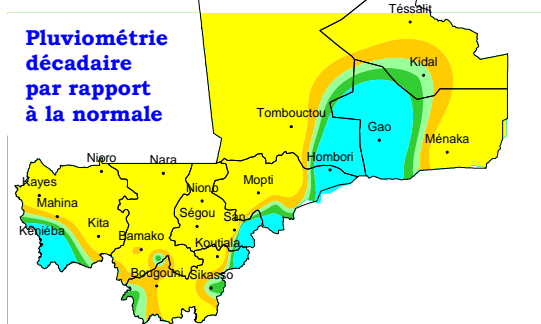 Pluviométrie
décadaire
par rapport
à la normale
Téssalit
Kidal
Tombouctou
Gao
Ménaka
Hombori
Nioro
Nara
Kayes
Mopti
Niono
Mahina
Ségou
San
Kita
Kéniéba
Bamako
Koutiala
Bougouni
Sikasso